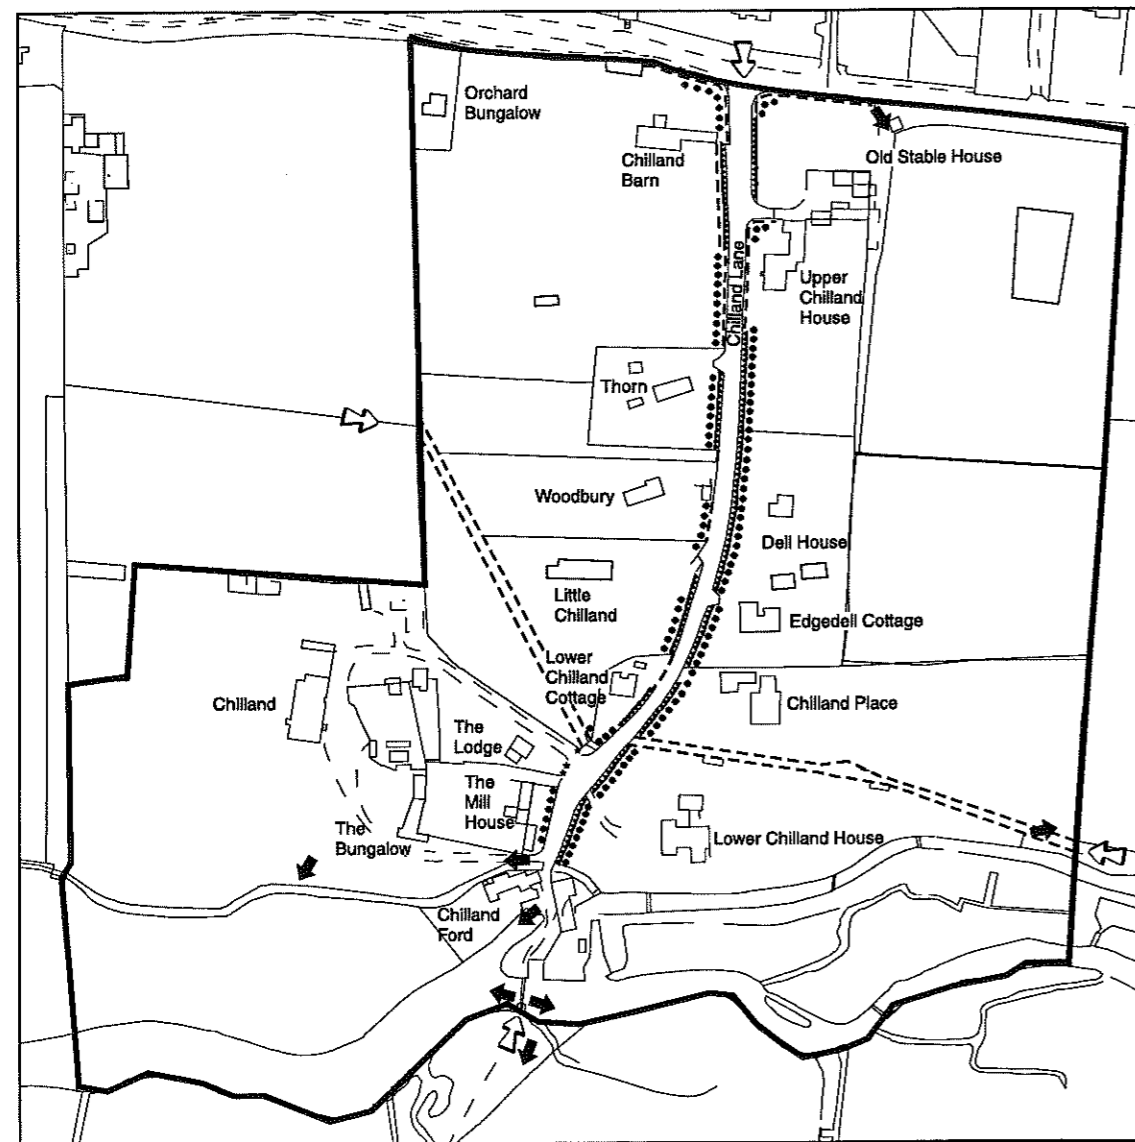 Orchard
Bungalow
Chilland
Barn
Old Stable House
Chilland Lane
Upper
Chilland
House
Thorn
Woodbury
Dell House
Little
Chilland
Edgedell Cottage
Lower
Chilland
Cottage
Chilland
Chilland Place
The
Lodge
The
Mill
House
The
Bungalow
Lower Chilland House
Chilland
Ford